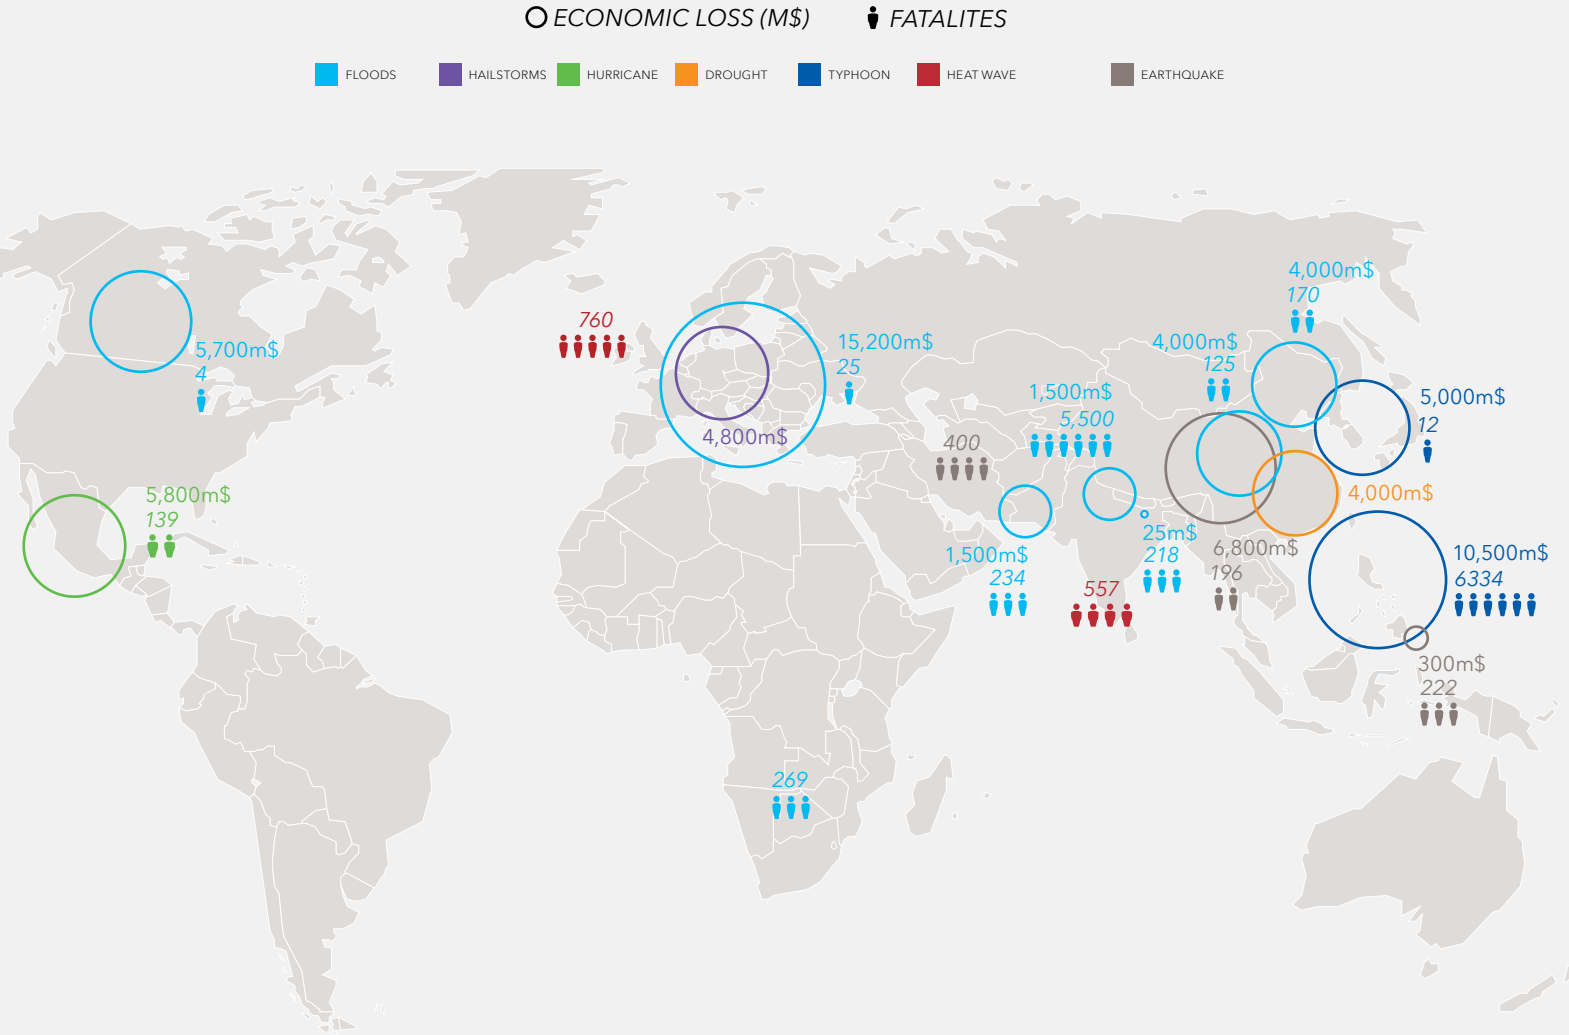 ECONOMIC LOSS (M$) FATALITES
FLOODS HAILSTORMS HURRICANE DROUGHT TYPHOON HEAT WAVE EARTHQUAKE
4,000m$
170
760
5,700m$
4
15,200m$
25
4,000m$
125
1,500m$
5,500
5,000m$
12
4,800m$
400
5,800m$
139
4,000m$
25m$
218
6,800m$
196
10,500m$
6334
1,500m$
234
557
300m$
222
269